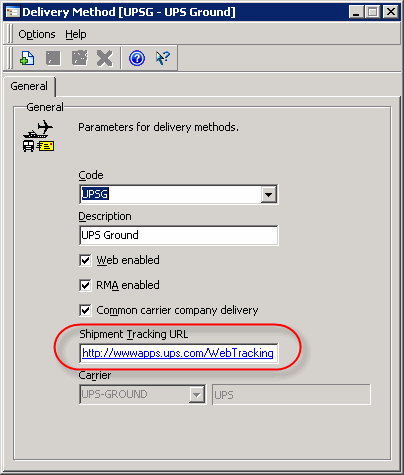 Delivery Method [UPSG - UPS Ground]
Options Help
General
General
Parameters for delivery methods.
Code
UPSG
Description
UPS Ground
Web enabled
RMA enabled
Common carrier company delivery
Shipment Tracking URL
http://wwwapps.ups.com/WebTracking
Carrier
UPS-GROUND UPS